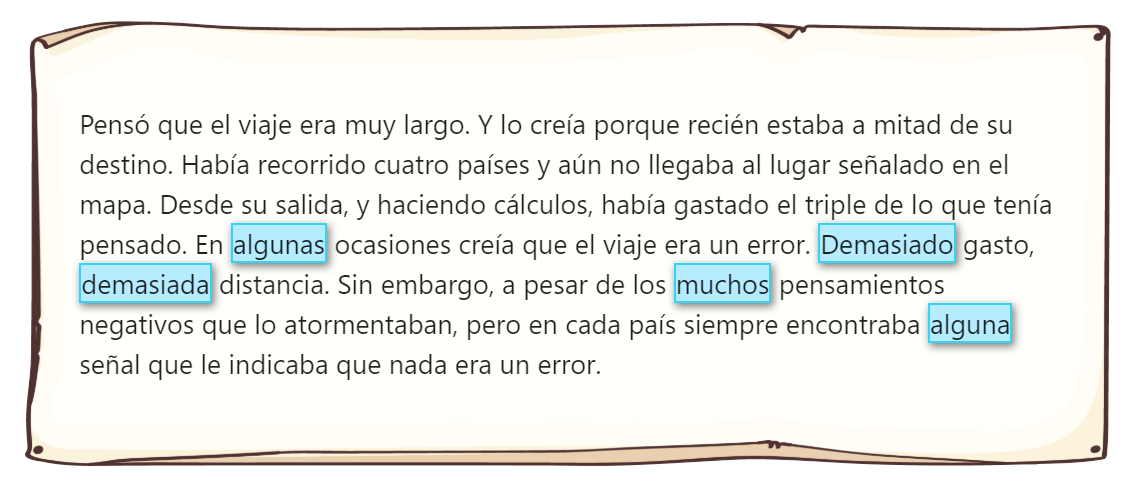 Pensó que el viaje era muy largo. Y lo creía porque recién estaba a mitad de su
destino. Había recorrido cuatro países y aún no llegaba al lugar señalado en el
mapa. Desde su salida, y haciendo cálculos, había gastado el triple de lo que tenía
pensado. En algunas ocasiones creía que el viaje era un error. Demasiado gasto,
demasiada distancia. Sin embargo, a pesar de los muchos pensamientos
negativos que lo atormentaban, pero en cada país siempre encontraba alguna
señal que le indicaba que nada era un error.